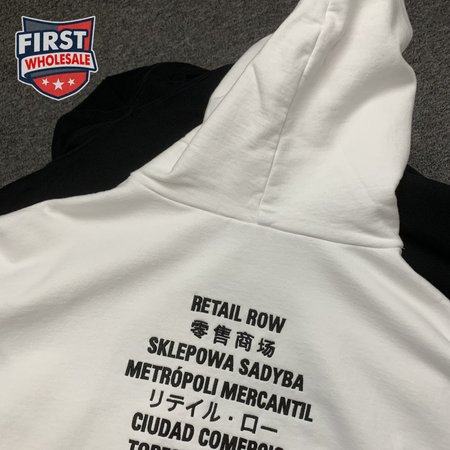 FIRST
WHOLESALE
RETAIL ROW
零售商场
SKLEPOWA SADYBA
METRÓPOLI MERCANTIL
リテイル・ロー
CIUDAD